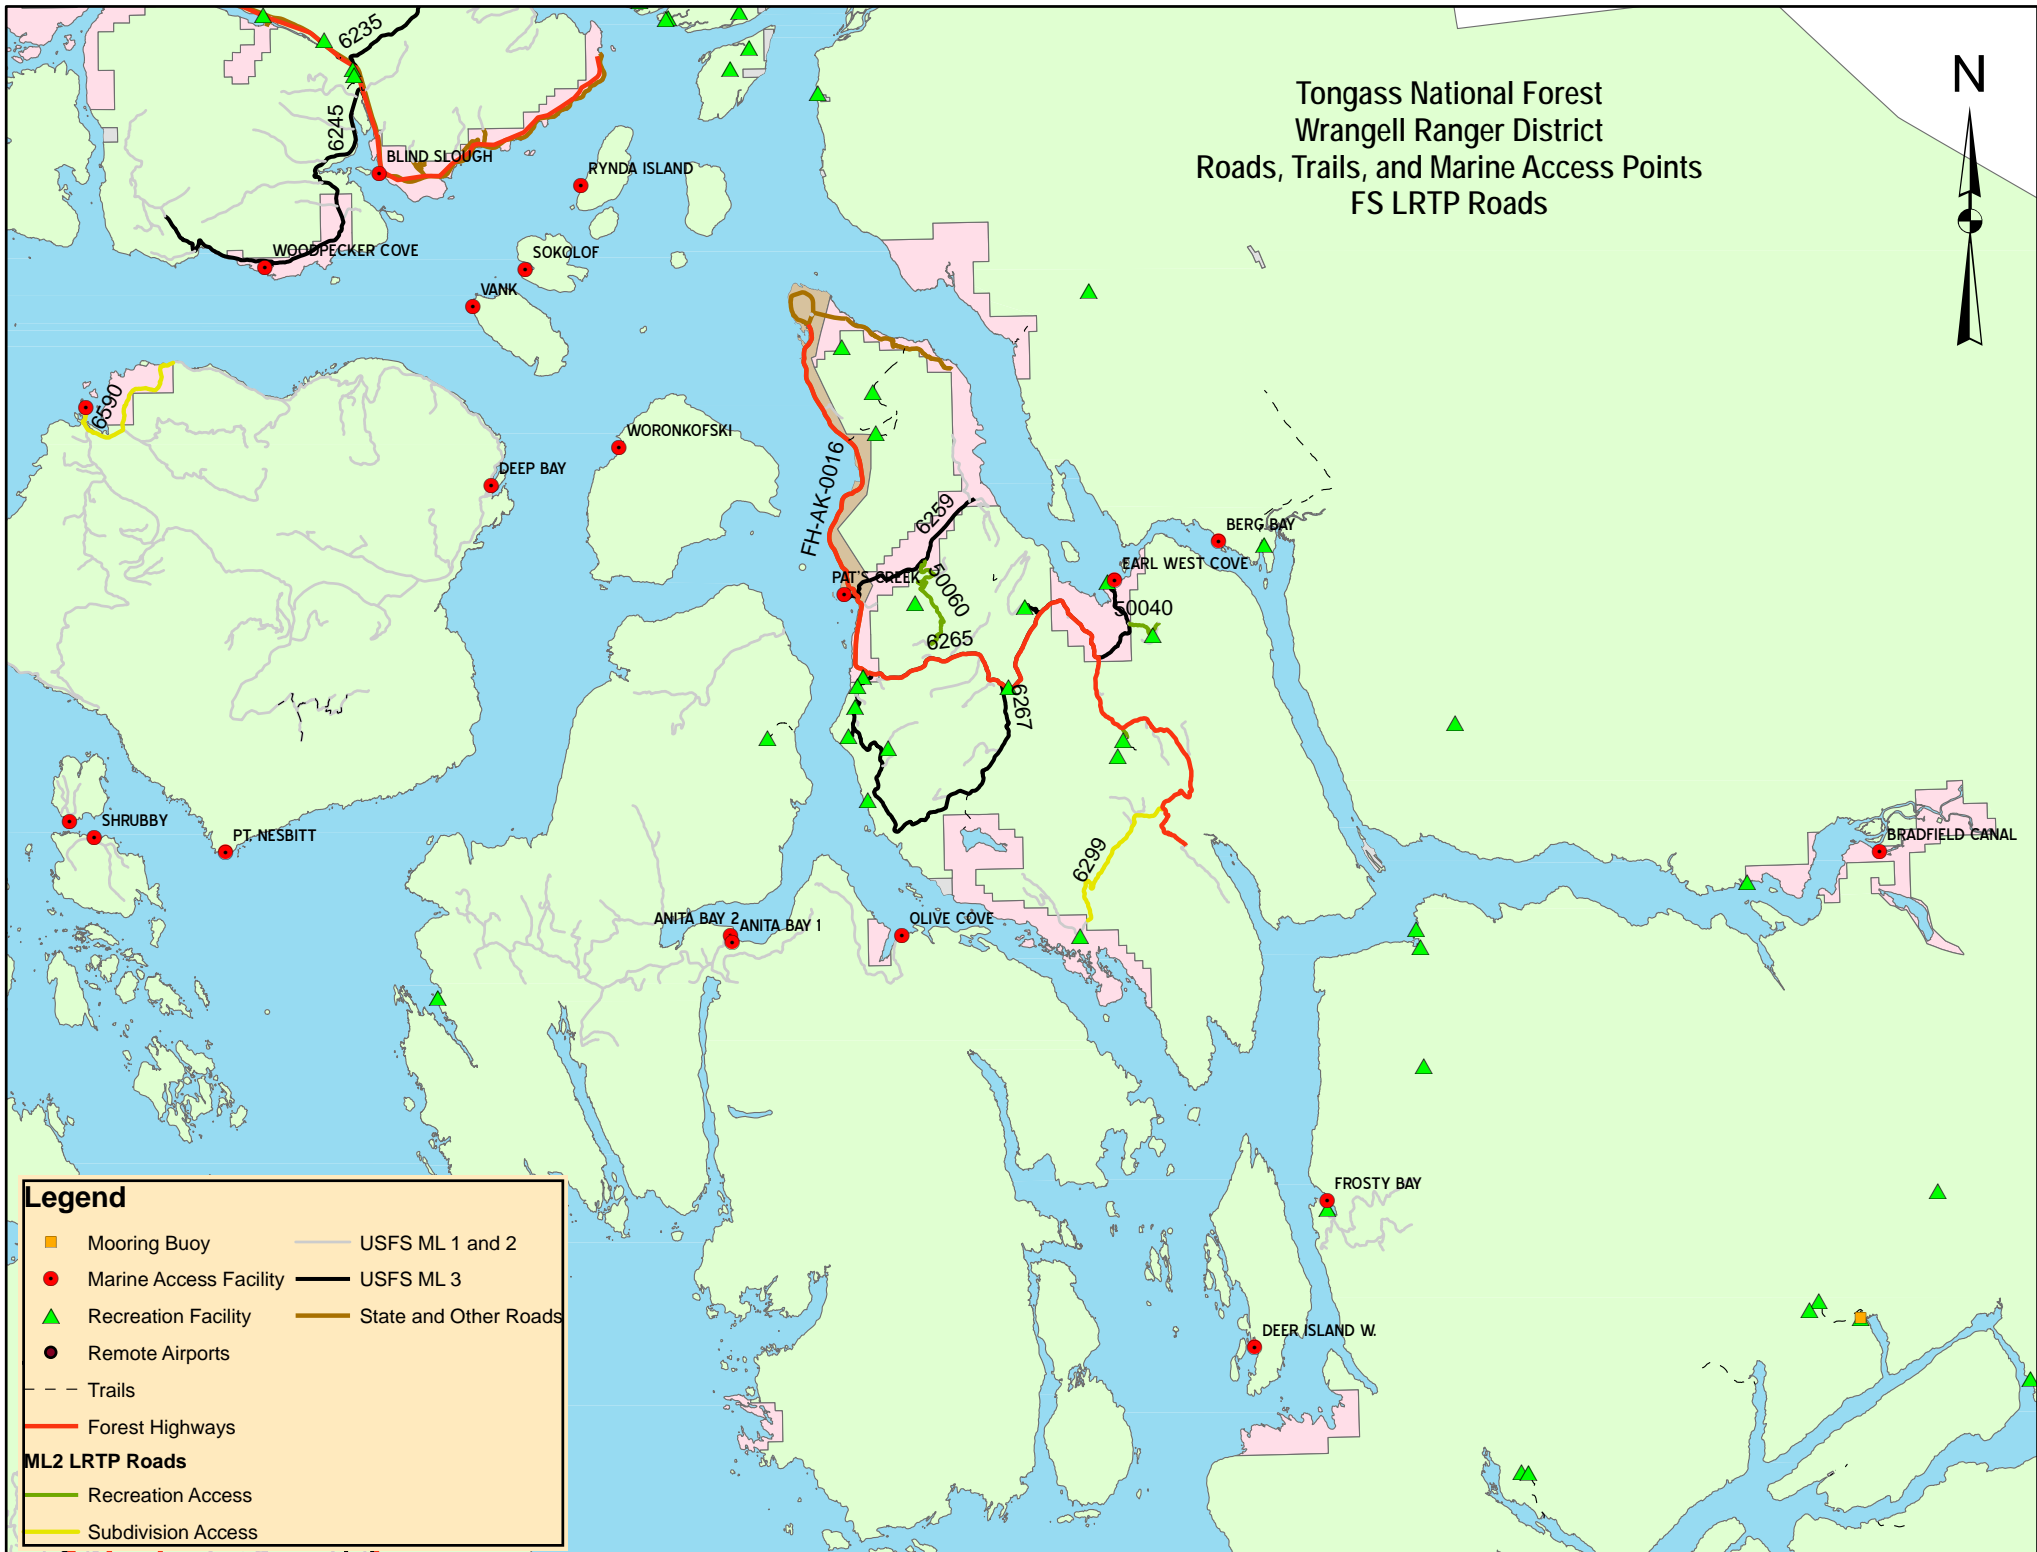 Tongass National Forest
Wrangell Ranger District
Roads, Trails, and Marine Access Points
FS LRTP Roads
N
6235
6245
BLIND SLOUGH
RYNDA ISLAND
WOODPECKER COVE
SOKOLOF
VANK
6590
WORONKOFSKI
DEEP BAY
FH-AK-0016
6259
BERG BAY
EARL WEST COVE
PAT'S CREEK
50060
50040
6265
6267
SHRUBBY
PT. NESBITT
BRADFIELD CANAL
6299
ANITA BAY 2
ANITA BAY 1
OLIVE COVE
FROSTY BAY
DEER ISLAND W.
Legend
Mooring Buoy
USFS ML 1 and 2
Marine Access Facility
USFS ML 3
Recreation Facility
State and Other Roads
Remote Airports
Trails
Forest Highways
ML2 LRTP Roads
Recreation Access
Subdivision Access